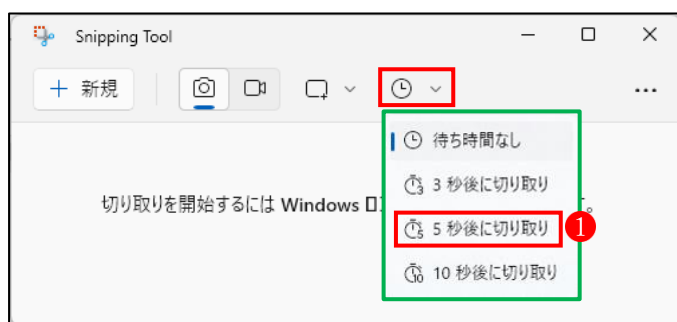 Snipping Tool
新規
待ち時間なし
3 秒後に切り取り
切り取りを開始するには Windows ロ
。
5 秒後に切り取り
1
10 秒後に切り取り